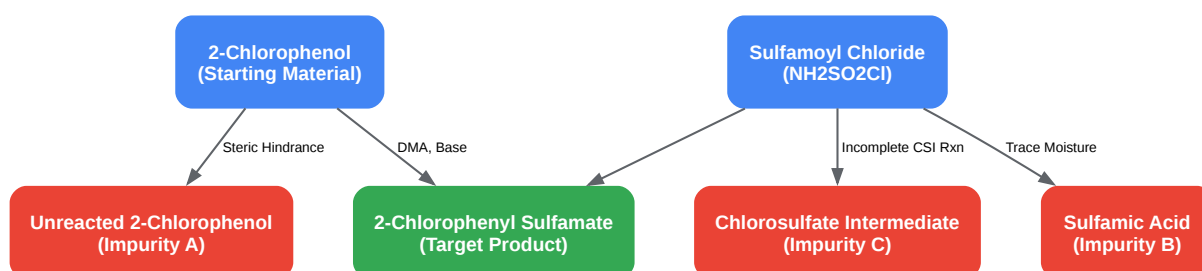 2-Chlorophenol
(Starting Material)
Sulfamoyl Chloride
(NH2SO2Cl)
Steric Hindrance
DMA, Base
Incomplete CSI Rxn
Trace Moisture
Unreacted 2-Chlorophenol
(Impurity A)
2-Chlorophenyl Sulfamate
(Target Product)
Chlorosulfate Intermediate
(Impurity C)
Sulfamic Acid
(Impurity B)